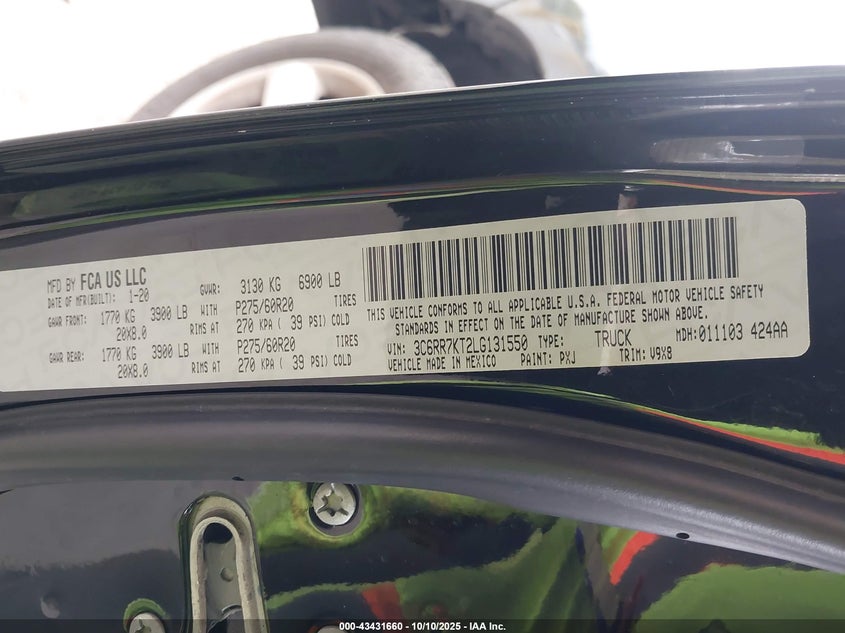 MFD BY FCA US LLC
DATE OF MFR(BUILT): 1-20 GVWR: 3130 KG 6900 LB
GAWR FRONT: 1770 KG 3900 LB WITH P275/60R20 TIRES
20X8.0 RIMS AT 270 KPA ( 39 PSI) COLD
GAWR REAR: 1770 KG 3900 LB WITH P275/60R20 TIRES
20X8.0 RIMS AT 270 KPA ( 39 PSI) COLD
THIS VEHICLE CONFORMS TO ALL APPLICABLE U.S.A. FEDERAL MOTOR VEHICLE SAFETY
STANDARDS IN EFFECT ON THE DATE OF MANUFACTURE SHOWN ABOVE.
VIN: 3C6RR7KT2LG131550 TYPE: TRUCK MDH: 011103 424AA
VEHICLE MADE IN MEXICO PAINT: PXJ TRIM: V9X8
000-43431660 - 10/10/2025 - IAA Inc.